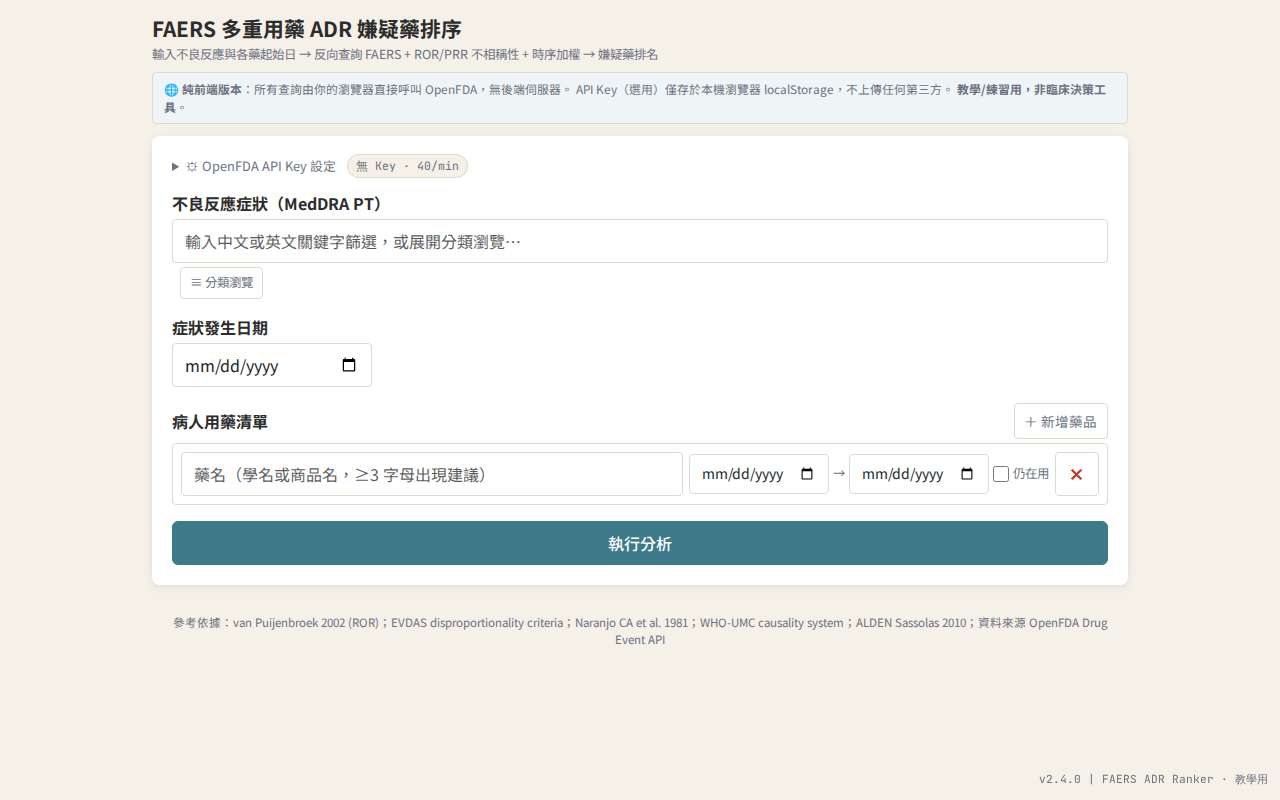 FAERS 多重用藥 ADR 嫌疑藥排序
輸入不良反應與各藥起始日 → 反向查詢 FAERS + ROR/PRR 不相稱性 + 時序加權 → 嫌疑藥排名
🌐 純前端版本：所有查詢由你的瀏覽器直接呼叫 OpenFDA，無後端伺服器。 API Key（選用）僅存於本機瀏覽器 localStorage，不上傳任何第三方。 教學/練習用，非臨床決策工
具。
▶ ⚙ OpenFDA API Key 設定 無 Key · 40/min
不良反應症狀（MedDRA PT）
輸入中文或英文關鍵字篩選，或展開分類瀏覽⋯
≡ 分類瀏覽
症狀發生日期
mm/dd/yyyy
病人用藥清單 ＋ 新增藥品
藥名（學名或商品名，≥3 字母出現建議） mm/dd/yyyy → mm/dd/yyyy 仍在用 ✕
執行分析
參考依據：van Puijenbroek 2002 (ROR)；EVDAS disproportionality criteria；Naranjo CA et al. 1981；WHO-UMC causality system；ALDEN Sassolas 2010；資料來源 OpenFDA Drug
Event API
v2.4.0 | FAERS ADR Ranker · 教學用